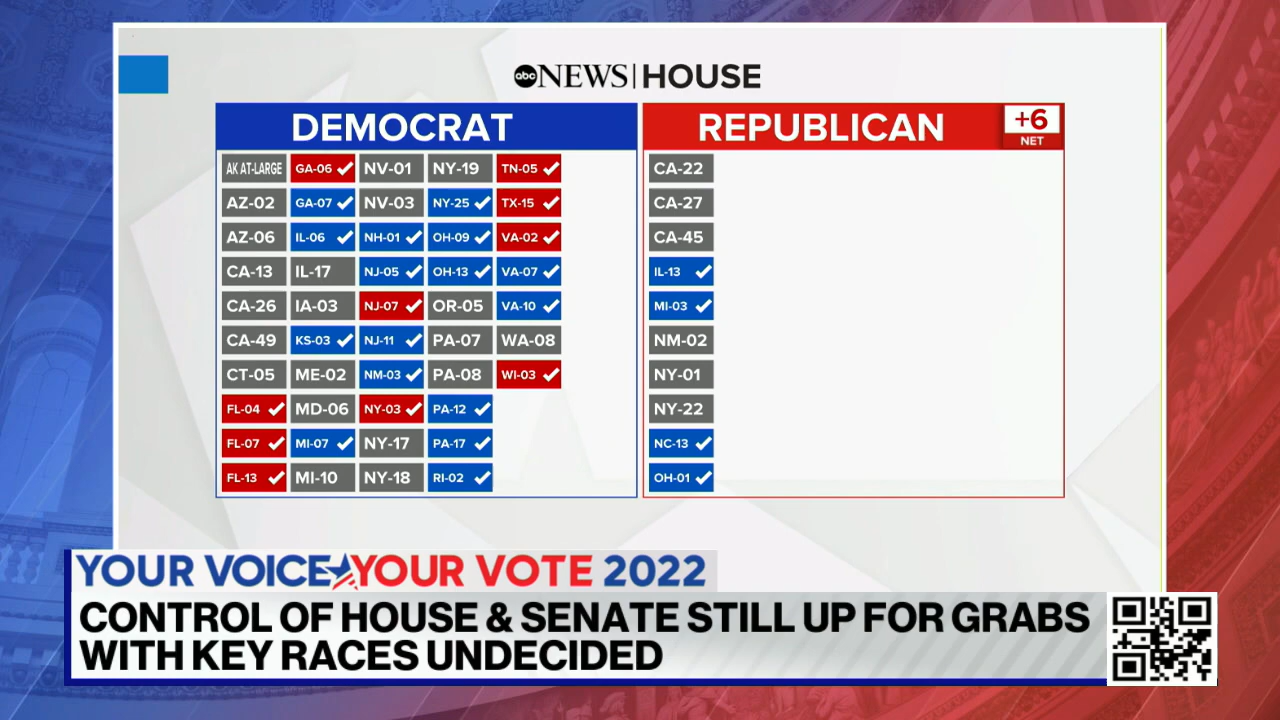 abc NEWS | HOUSE
DEMOCRAT
REPUBLICAN
+6
NET
AK AT-LARGE GA-06 NV-01 NY-19 TN-05
AZ-02 GA-07 NV-03 NY-25 TX-15
AZ-06 IL-06 NH-01 OH-09 VA-02
CA-13 IL-17 NJ-05 OH-13 VA-07
CA-26 IA-03 NJ-07 OR-05 VA-10
CA-49 KS-03 NJ-11 PA-07 WA-08
CT-05 ME-02 NM-03 PA-08 WI-03
FL-04 MD-06 NY-03 PA-12
FL-07 MI-07 NY-17 PA-17
FL-13 MI-10 NY-18 RI-02
CA-22
CA-27
CA-45
IL-13
MI-03
NM-02
NY-01
NY-22
NC-13
OH-01
YOUR VOICE YOUR VOTE 2022
CONTROL OF HOUSE & SENATE STILL UP FOR GRABS
WITH KEY RACES UNDECIDED